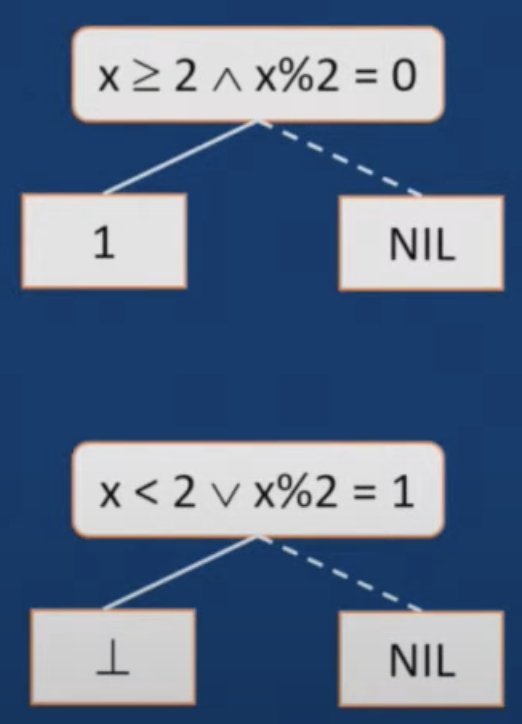 x ≥ 2 ∧ x%2 = 0
1 NIL
x < 2 ∨ x%2 = 1
⊥ NIL